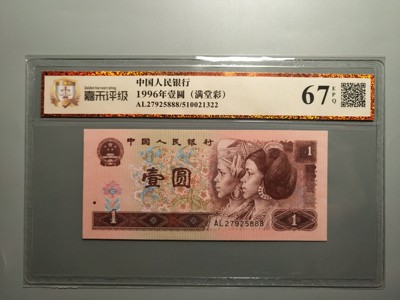 中国人民银行
1996年壹圆（满堂彩）
AL27925888/510021322
嘉禾评级
67 EPQ
中国人民银行
壹圆
1
1
1
AL27925888